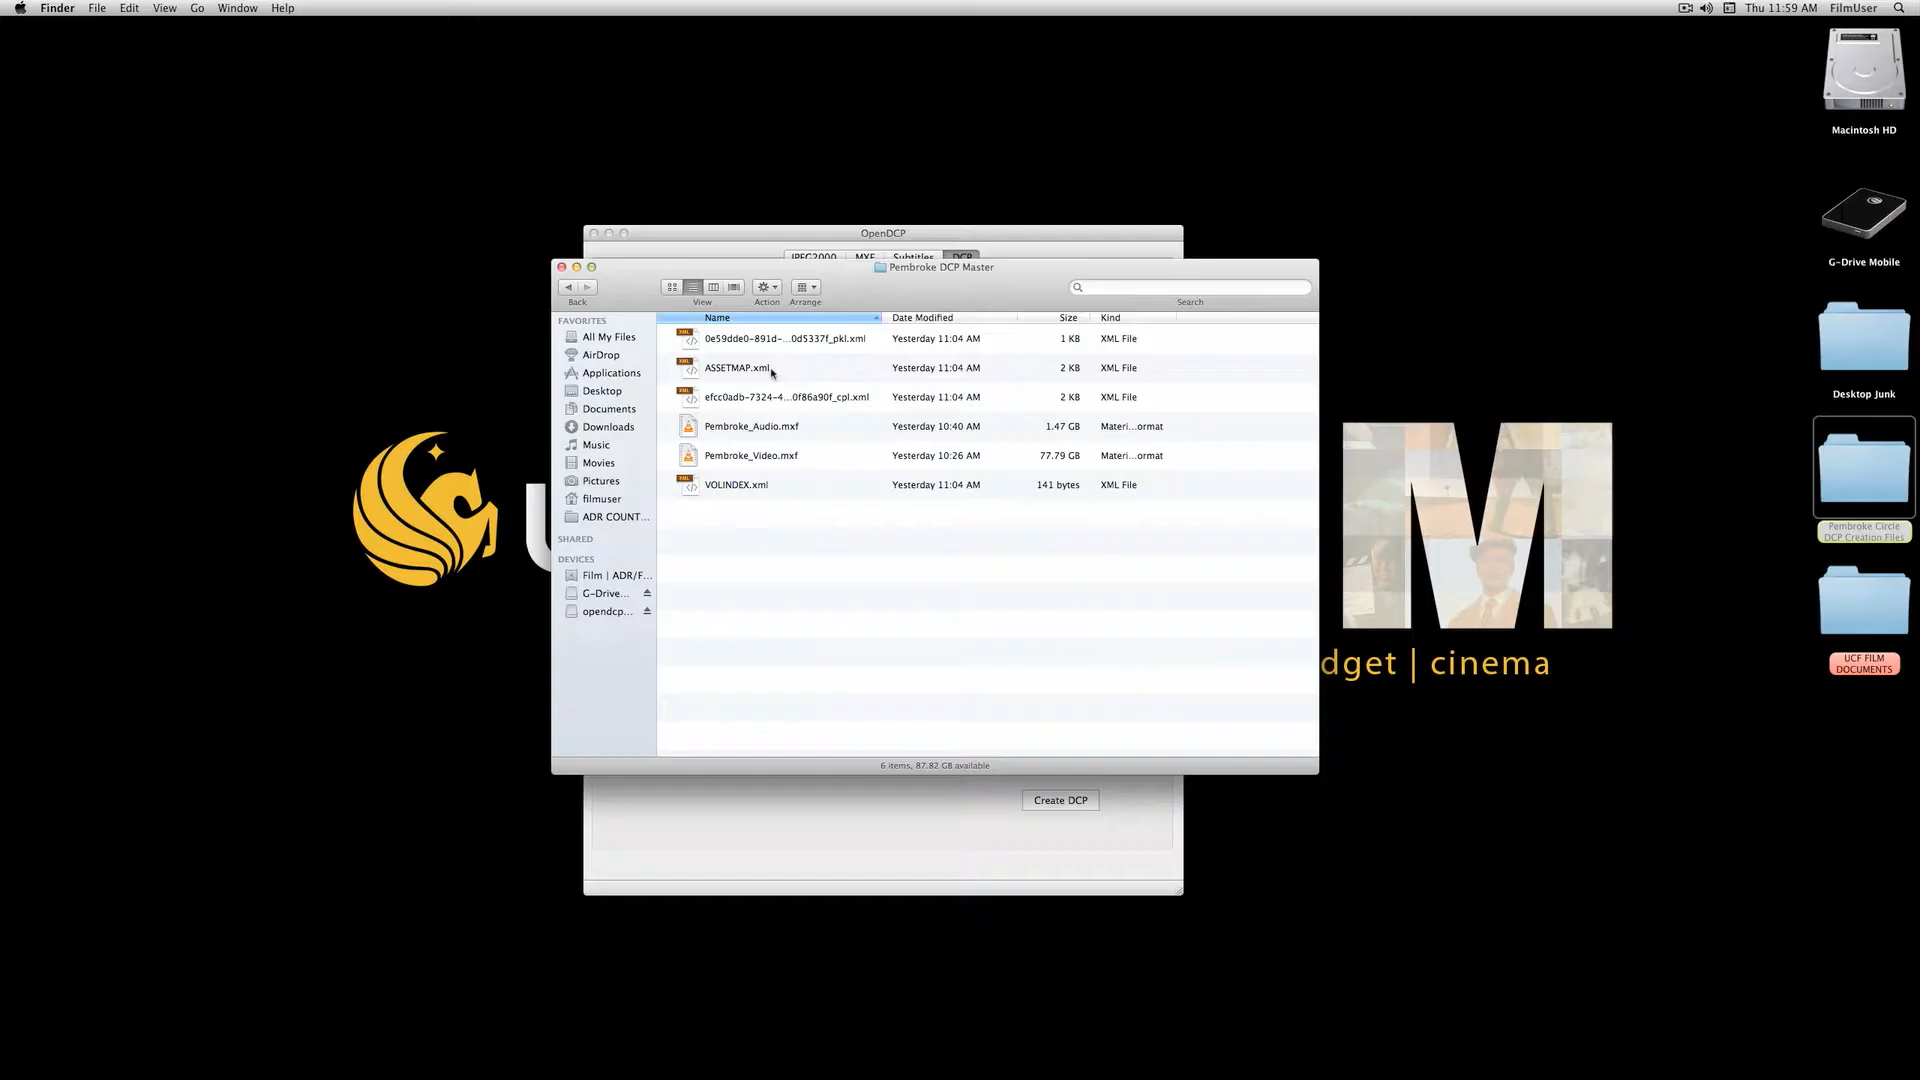 Finder File Edit View Go Window Help
Thu 11:59 AM FilmUser
Macintosh HD
G-Drive Mobile
Desktop Junk
Pembroke Circle
DCP Creation Files
UCF FILM
DOCUMENTS
OpenDCP
JPEG2000 MXF Subtitles DCP
Pembroke DCP Master
Back View Action Arrange Search
FAVORITES
All My Files
AirDrop
Applications
Desktop
Documents
Downloads
Music
Movies
Pictures
filmuser
ADR COUNT...
SHARED
DEVICES
Film | ADR/F...
G-Drive...
opendcp...
Name Date Modified Size Kind
0e59dde0-891d-...0d5337f_pkl.xml Yesterday 11:04 AM 1 KB XML File
ASSETMAP.xml Yesterday 11:04 AM 2 KB XML File
efcc0adb-7324-4...0f86a90f_cpl.xml Yesterday 11:04 AM 2 KB XML File
Pembroke_Audio.mxf Yesterday 10:40 AM 1.47 GB Materi...ormat
Pembroke_Video.mxf Yesterday 10:26 AM 77.79 GB Materi...ormat
VOLINDEX.xml Yesterday 11:04 AM 141 bytes XML File
6 items, 87.82 GB available
Create DCP
M
dget | cinema